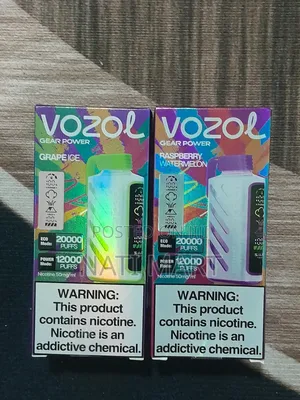 VOZOL
GEAR POWER
GRAPE ICE
ECO Mode: 20000 PUFFS
POWER Mode: 12000 PUFFS
Nicotine 50mg/ml
WARNING:
This product
contains nicotine.
Nicotine is an
addictive chemical.
VOZOL
GEAR POWER
RASPBERRY
WATERMELON
ECO Mode: 20000 PUFFS
12000 PUFFS
Nicotine 50mg/ml
WARNING:
This product
contains nicotine.
Nicotine is an
addictive chemical.